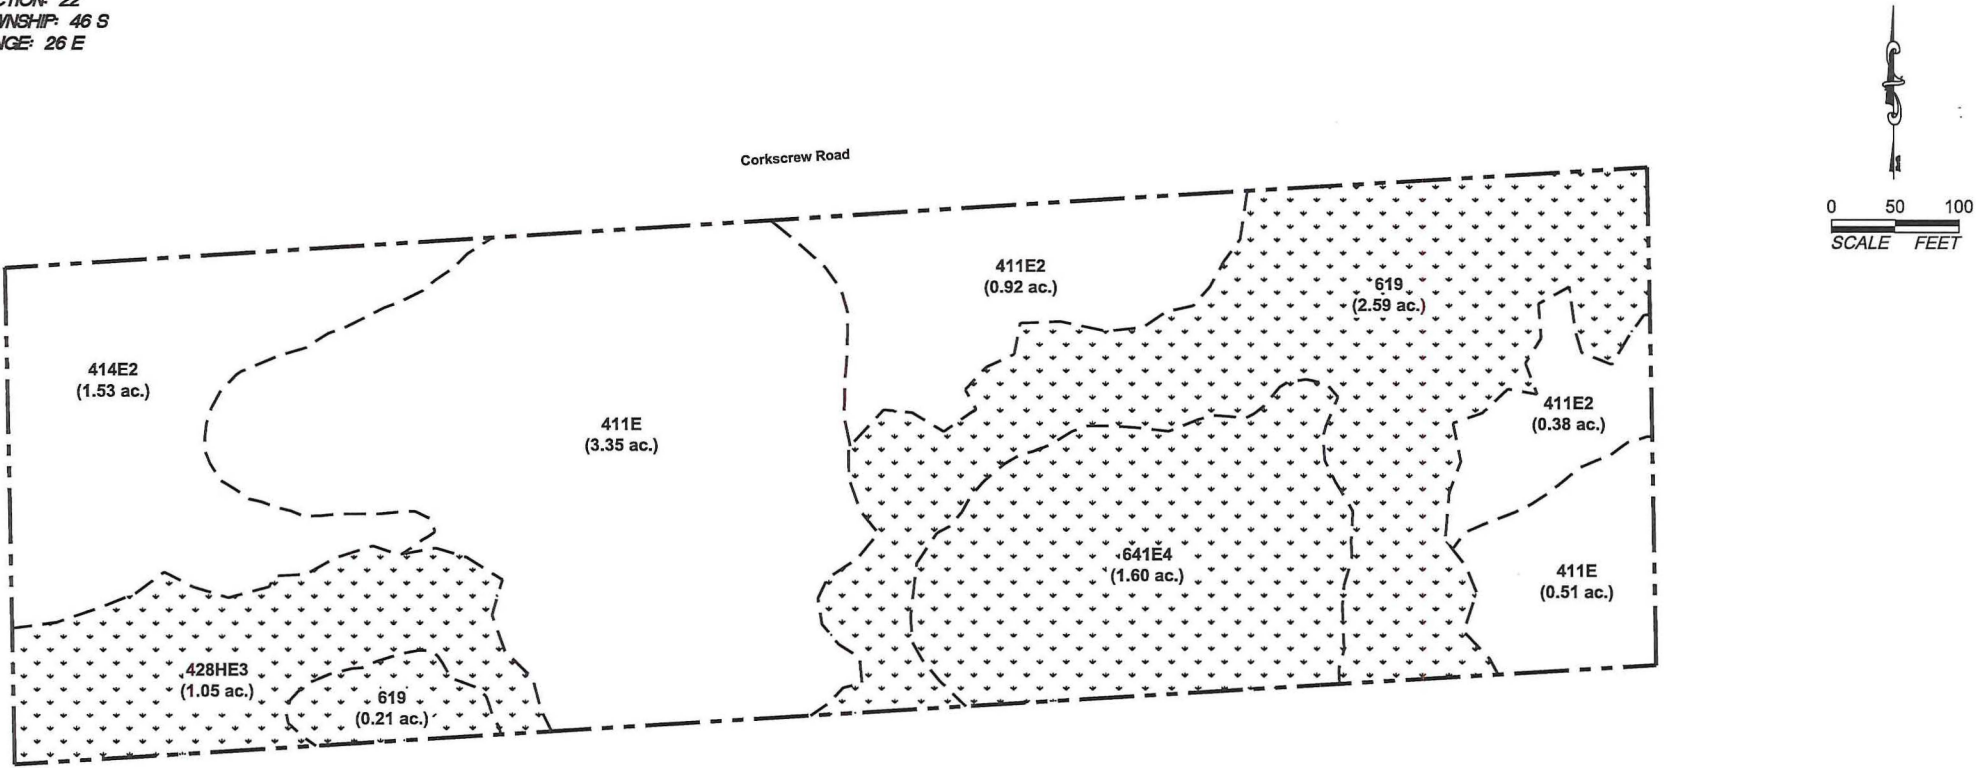 22
46 S
26 E
Corkscrew Road
0 50 100
SCALE FEET
411E2
(0.92 ac.)
619
(2.59 ac.)
414E2
(1.53 ac.)
411E
(3.35 ac.)
411E2
(0.38 ac.)
641E4
(1.60 ac.)
411E
(0.51 ac.)
428HE3
(1.05 ac.)
619
(0.21 ac.)